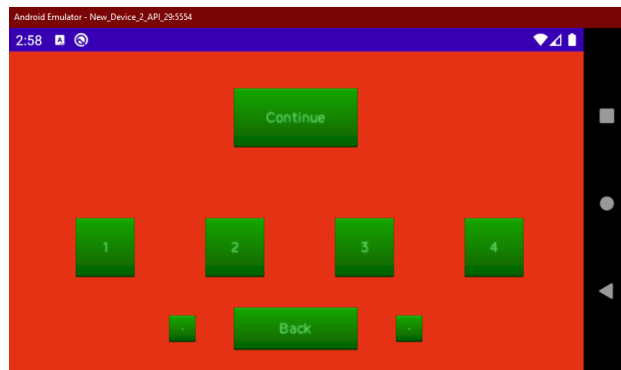 Android Emulator - New_Device_2_API_29:5554
2:58 A
Continue
1 2 3 4
Back